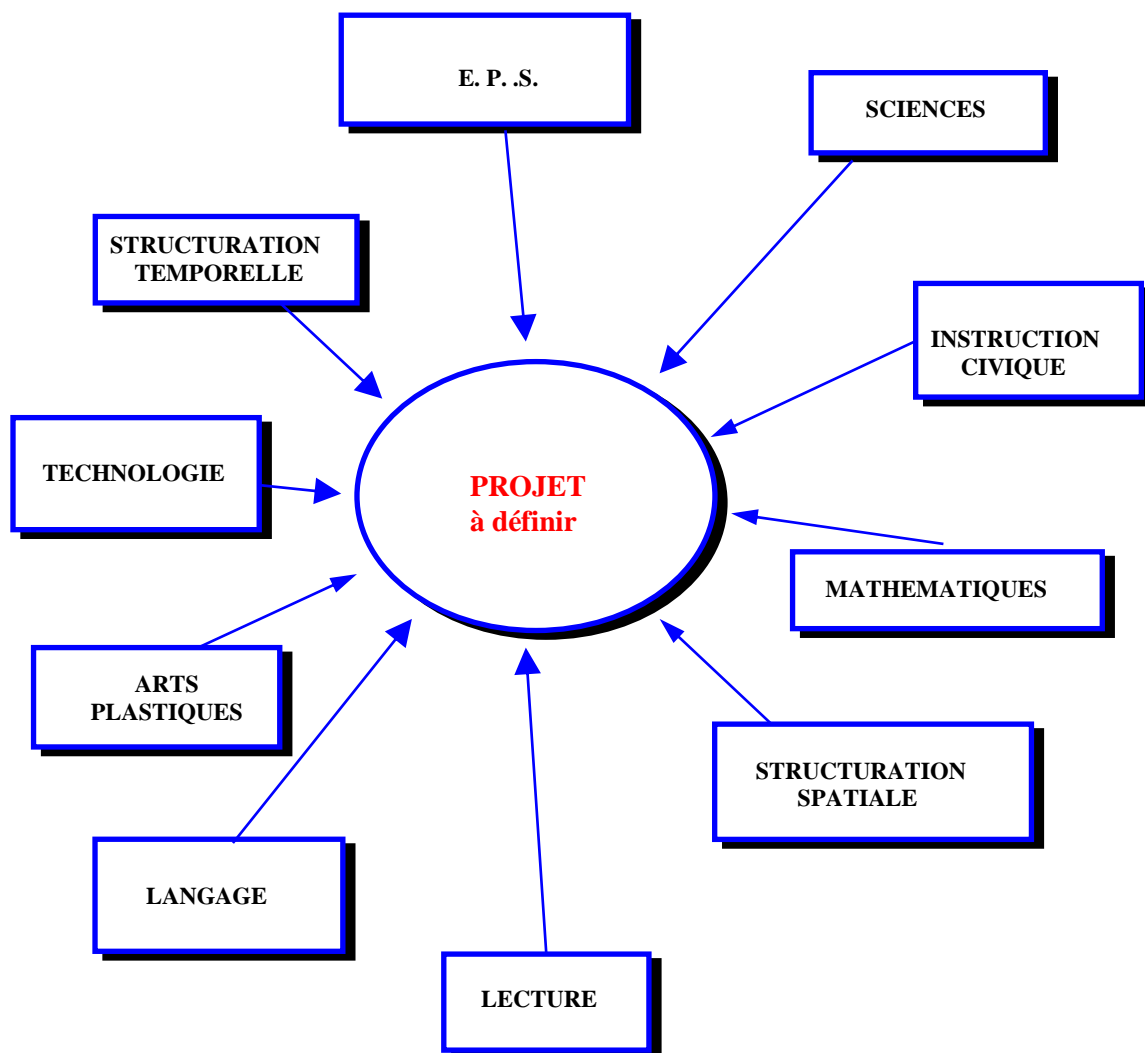 E. P. .S.
SCIENCES
STRUCTURATION
TEMPORELLE
INSTRUCTION
CIVIQUE
TECHNOLOGIE
PROJET
à définir
MATHEMATIQUES
ARTS
PLASTIQUES
STRUCTURATION
SPATIALE
LANGAGE
LECTURE